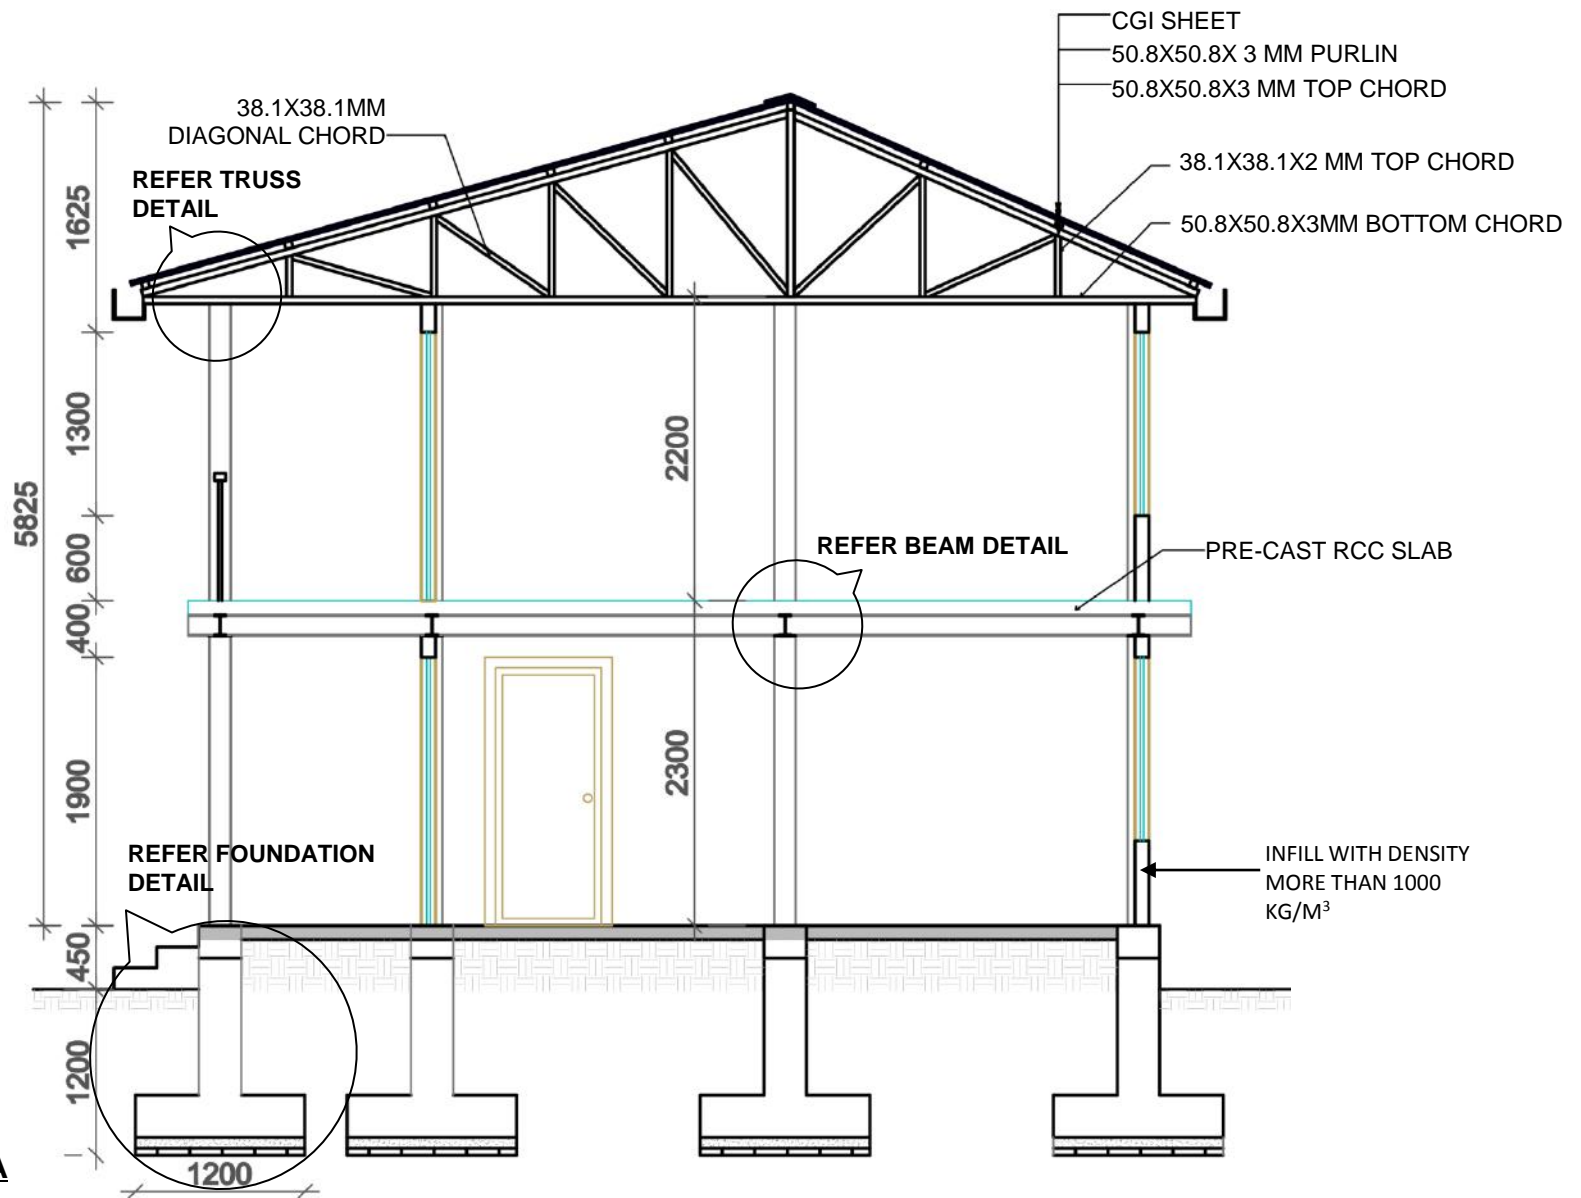 CGI SHEET
50.8X50.8X 3 MM PURLIN
50.8X50.8X3 MM TOP CHORD
38.1X38.1MM
DIAGONAL CHORD
REFER TRUSS
DETAIL
38.1X38.1X2 MM TOP CHORD
50.8X50.8X3MM BOTTOM CHORD
1625
1300
2200
5825
600
REFER BEAM DETAIL
PRE-CAST RCC SLAB
400
1900
2300
REFER FOUNDATION
DETAIL
INFILL WITH DENSITY
MORE THAN 1000
KG/M³
450
1200
A
1200